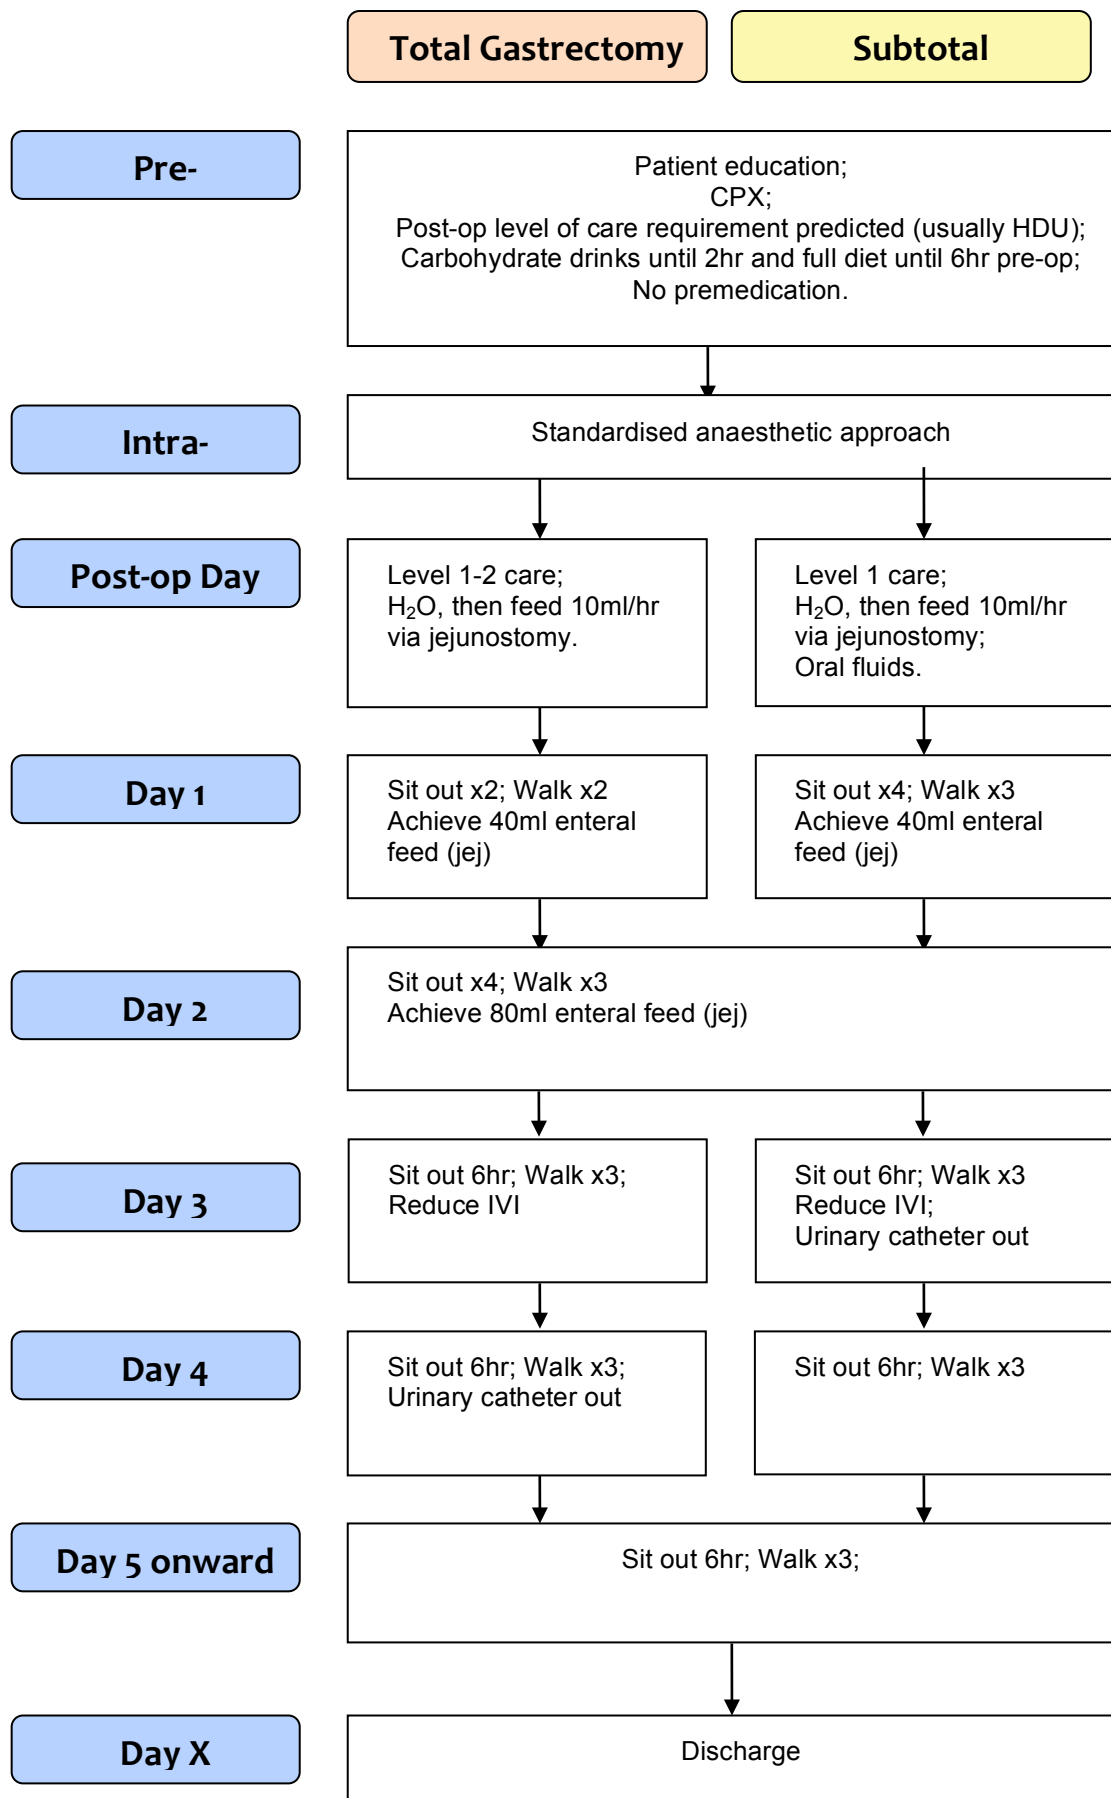 Total Gastrectomy
Subtotal
Pre-
Patient education;
CPX;
Post-op level of care requirement predicted (usually HDU);
Carbohydrate drinks until 2hr and full diet until 6hr pre-op;
No premedication.
Intra-
Standardised anaesthetic approach
Post-op Day
Level 1-2 care;
H₂O, then feed 10ml/hr
via jejunostomy.
Level 1 care;
H₂O, then feed 10ml/hr
via jejunostomy;
Oral fluids.
Day 1
Sit out x2; Walk x2
Achieve 40ml enteral
feed (jej)
Sit out x4; Walk x3
Achieve 40ml enteral
feed (jej)
Day 2
Sit out x4; Walk x3
Achieve 80ml enteral feed (jej)
Day 3
Sit out 6hr; Walk x3;
Reduce IVI
Sit out 6hr; Walk x3
Reduce IVI;
Urinary catheter out
Day 4
Sit out 6hr; Walk x3;
Urinary catheter out
Sit out 6hr; Walk x3
Day 5 onward
Sit out 6hr; Walk x3;
Day X
Discharge